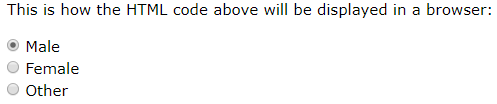 This is how the HTML code above will be displayed in a browser:
Male
Female
Other